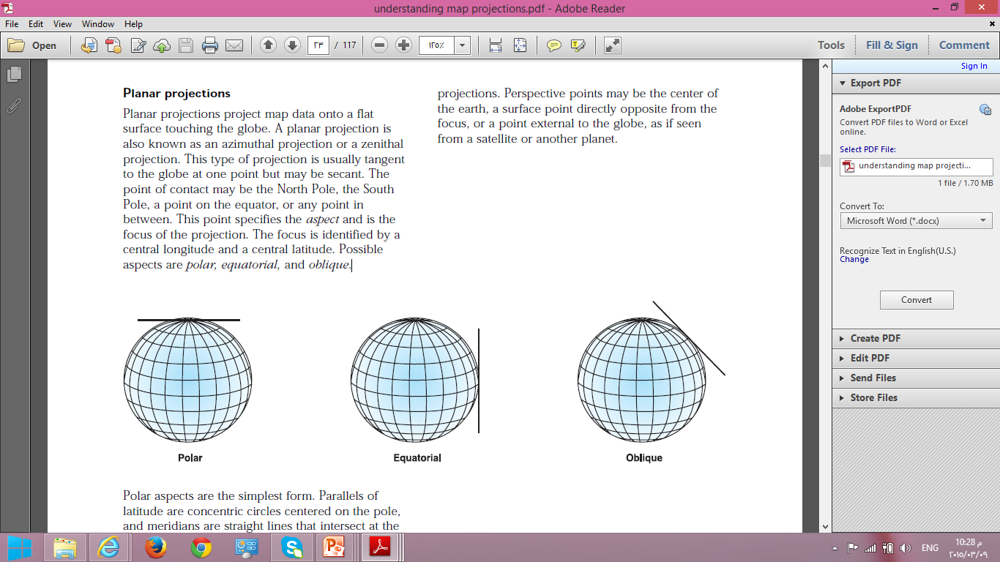 understanding map projections.pdf - Adobe Reader
File Edit View Window Help
Open
٢٣ / 117
١٢٥٪
Tools Fill & Sign Comment
Planar projections
Planar projections project map data onto a flat
surface touching the globe. A planar projection is
also known as an azimuthal projection or a zenithal
projection. This type of projection is usually tangent
to the globe at one point but may be secant. The
point of contact may be the North Pole, the South
Pole, a point on the equator, or any point in
between. This point specifies the aspect and is the
focus of the projection. The focus is identified by a
central longitude and a central latitude. Possible
aspects are polar, equatorial, and oblique.
projections. Perspective points may be the center of
the earth, a surface point directly opposite from the
focus, or a point external to the globe, as if seen
from a satellite or another planet.
Polar
Equatorial
Oblique
Polar aspects are the simplest form. Parallels of
latitude are concentric circles centered on the pole,
and meridians are straight lines that intersect at the
Sign In
Export PDF
Adobe ExportPDF
Convert PDF files to Word or Excel
online.
Select PDF File:
understanding map projecti...
1 file / 1.70 MB
Convert To:
Microsoft Word (*.docx)
Recognize Text in English(U.S.)
Change
Convert
Create PDF
Edit PDF
Send Files
Store Files
ENG
10:28 م
٢٠١٥/٠٣/٠٩